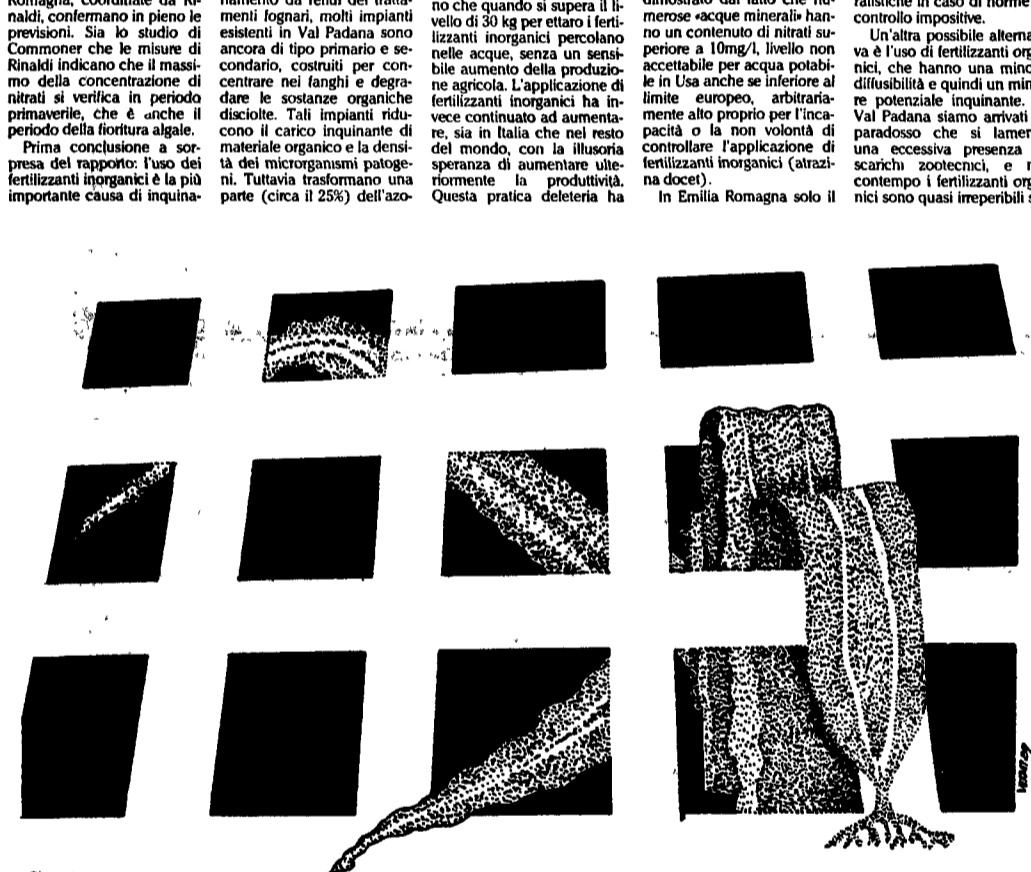 Romagna, coordinate da Ri-
naldi, confermano in pieno le
previsioni. Sia lo studio di
Commoner che le misure di
Rinaldi indicano che il massi-
mo della concentrazione di
nitrati si verifica in periodo
primaverile, che è anche il
periodo della fioritura algale.
Prima conclusione a sor-
presa del rapporto: l'uso dei
fertilizzanti inorganici è la più
importante causa di inquina-
menti fognari, molti impianti
esistenti in Val Padana sono
ancora di tipo primario e se-
condario, costruiti per con-
centrare nei fanghi e degra-
dare le sostanze organiche
disciolte. Tali impianti ridu-
cono il carico inquinante di
materiale organico e la densi-
tà dei microrganismi patoge-
ni. Tuttavia trasformano una
parte (circa il 25%) dell'azo-
no che quando si supera il li-
vello di 30 kg per ettaro i ferti-
lizzanti inorganici percolano
nelle acque, senza un sensi-
bile aumento della produzio-
ne agricola. L'applicazione di
fertilizzanti inorganici ha in-
vece continuato ad aumenta-
re, sia in Italia che nel resto
del mondo, con la illusoria
speranza di aumentare ulte-
riormente la produttività.
Questa pratica deleteria ha
dimostrato dal fatto che nu-
merose «acque minerali» han-
no un contenuto di nitrati su-
periore a 10mg/l, livello non
accettabile per acqua potabi-
le in Usa anche se inferiore al
limite europeo, arbitraria-
mente alto proprio per l'inca-
pacità o la non volontà di
controllare l'applicazione di
fertilizzanti inorganici (atrazi-
na docet).
In Emilia Romagna solo il
ralistiche in caso di norme
controllo impositive.
Un'altra possibile alterna
va è l'uso di fertilizzanti org
nici, che hanno una mino
diffusibilità e quindi un min
re potenziale inquinante.
Val Padana siamo arrivati
paradosso che si lamen
una eccessiva presenza
scarichi zootecnici, e n
contempo i fertilizzanti org
nici sono quasi irreperibili s